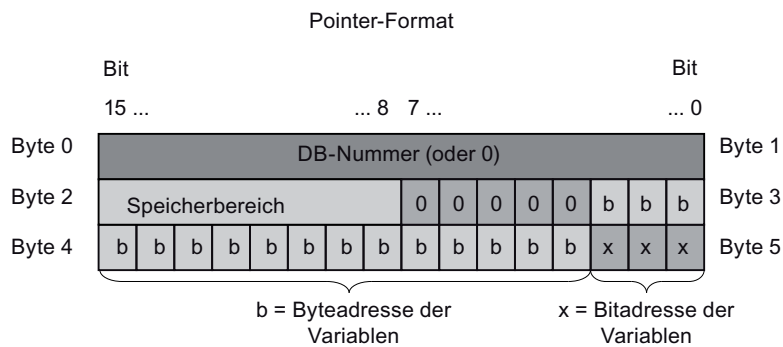 Pointer-Format
Bit Bit
15 ... ... 8 7 ... ... 0
Byte 0 DB-Nummer (oder 0) Byte 1
Byte 2 Speicherbereich 0 0 0 0 0 b b b Byte 3
Byte 4 b b b b b b b b b b b b b x x x Byte 5
b = Byteadresse der x = Bitadresse der
Variablen Variablen